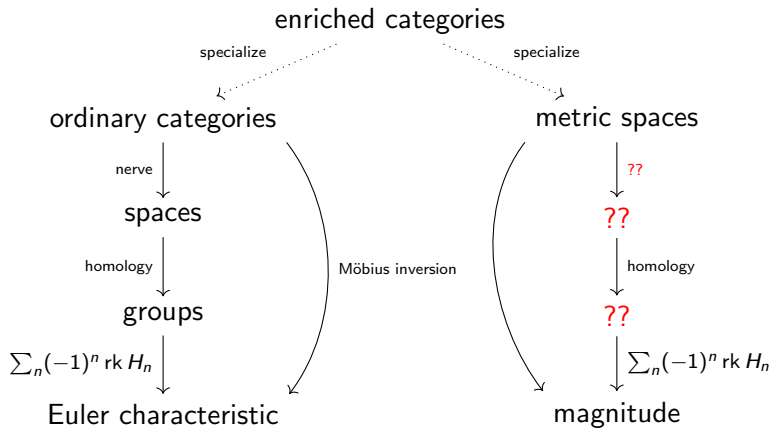 enriched categories
specialize specialize
ordinary categories metric spaces
nerve ??
spaces ??
Möbius inversion
homology homology
groups ??
∑ₙ(−1)ⁿ rk Hₙ ∑ₙ(−1)ⁿ rk Hₙ
Euler characteristic magnitude